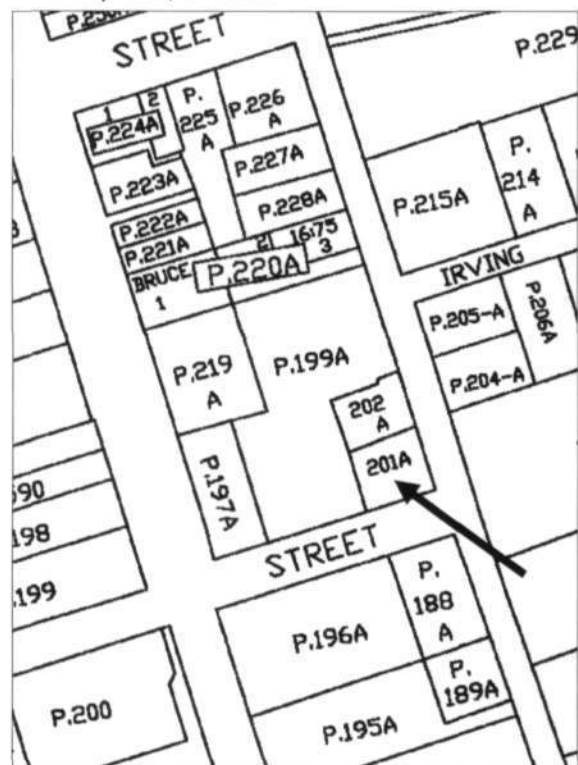 STREET
P.229
1
2
P.
225
A
P.226
A
P.224A
P.227A
P.223A
P.
214
A
P.228A
P.215A
P.222A
P.221A
2
16:75
3
BRUCE
1
P.220A
IRVING
P.205-A
P.206A
P.219
A
P.199A
P.204-A
202
A
201A
P.197A
590
198
STREET
P.
188
A
.199
P.196A
P.
189A
P.200
P.195A